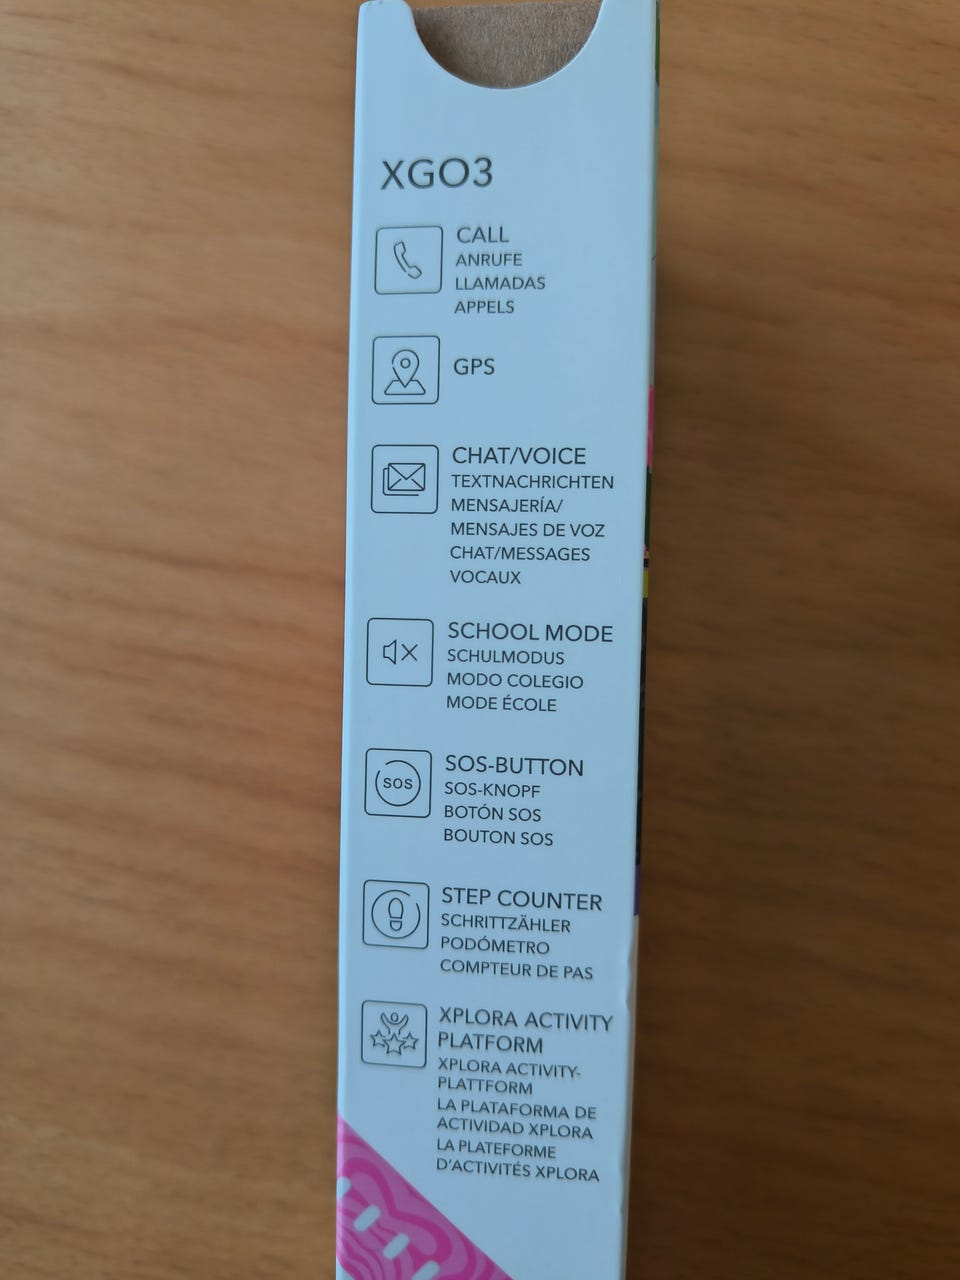 XGO3
CALL
ANRUFE
LLAMADAS
APPELS
GPS
CHAT/VOICE
TEXTNACHRICHTEN
MENSAJERÍA/
MENSAJES DE VOZ
CHAT/MESSAGES
VOCAUX
SCHOOL MODE
SCHULMODUS
MODO COLEGIO
MODE ÉCOLE
SOS
SOS-BUTTON
SOS-KNOPF
BOTÓN SOS
BOUTON SOS
STEP COUNTER
SCHRITTZÄHLER
PODÓMETRO
COMPTEUR DE PAS
XPLORA ACTIVITY
PLATFORM
XPLORA ACTIVITY-
PLATTFORM
LA PLATAFORMA DE
ACTIVIDAD XPLORA
LA PLATEFORME
D'ACTIVITÉS XPLORA